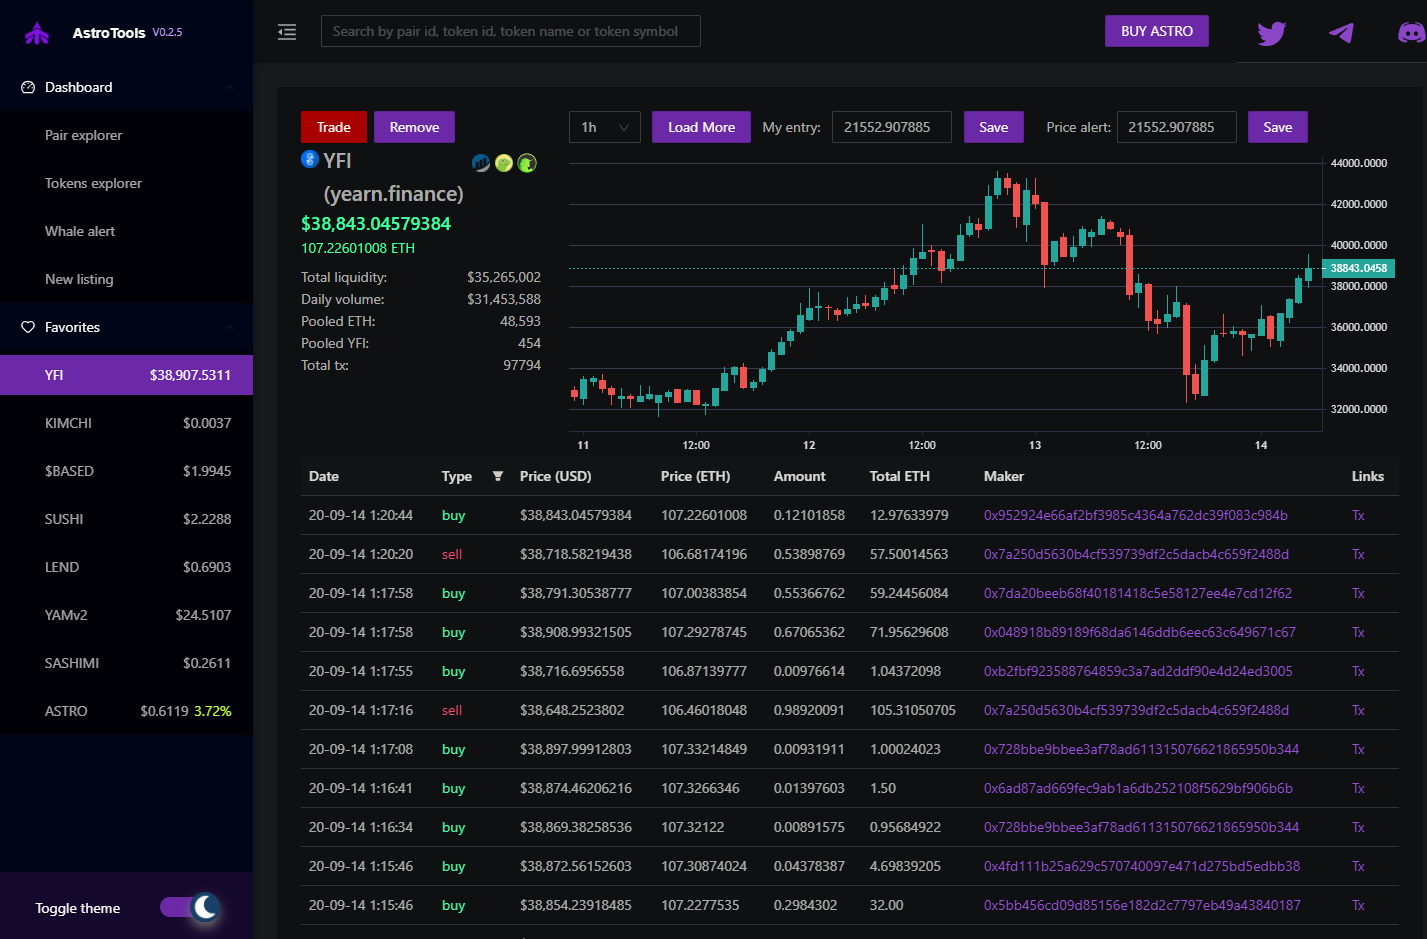 AstroTools V0.2.5
Search by pair id, token id, token name or token symbol
BUY ASTRO
Dashboard
Pair explorer
Tokens explorer
Whale alert
New listing
Favorites
YFI $38,907.5311
KIMCHI $0.0037
$BASED $1.9945
SUSHI $2.2288
LEND $0.6903
YAMv2 $24.5107
SASHIMI $0.2611
ASTRO $0.6119 3.72%
Toggle theme
Trade Remove
1h Load More My entry: 21552.907885 Save Price alert: 21552.907885 Save
YFI
(yearn.finance)
$38,843.04579384
107.22601008 ETH
Total liquidity: $35,265,002
Daily volume: $31,453,588
Pooled ETH: 48,593
Pooled YFI: 454
Total tx: 97794
44000.0000
42000.0000
40000.0000
38843.0458
38000.0000
36000.0000
34000.0000
32000.0000
11 12:00 12 12:00 13 12:00 14
Date Type Price (USD) Price (ETH) Amount Total ETH Maker Links
20-09-14 1:20:44 buy $38,843.04579384 107.22601008 0.12101858 12.97633979 0x952924e66af2bf3985c4364a762dc39f083c984b Tx
20-09-14 1:20:20 sell $38,718.58219438 106.68174196 0.53898769 57.50014563 0x7a250d5630b4cf539739df2c5dacb4c659f2488d Tx
20-09-14 1:17:58 buy $38,791.30538777 107.00383854 0.55366762 59.24456084 0x7da20beeb68f40181418c5e58127ee4e7cd12f62 Tx
20-09-14 1:17:58 buy $38,908.99321505 107.29278745 0.67065362 71.95629608 0x048918b89189f68da6146ddb6eec63c649671c67 Tx
20-09-14 1:17:55 buy $38,716.6956558 106.87139777 0.00976614 1.04372098 0xb2fbf923588764859c3a7ad2ddf90e4d24ed3005 Tx
20-09-14 1:17:16 sell $38,648.2523802 106.46018048 0.98920091 105.31050705 0x7a250d5630b4cf539739df2c5dacb4c659f2488d Tx
20-09-14 1:17:08 buy $38,897.99912803 107.33214849 0.00931911 1.00024023 0x728bbe9bbee3af78ad611315076621865950b344 Tx
20-09-14 1:16:41 buy $38,874.46206216 107.3266346 0.01397603 1.50 0x6ad87ad669fec9ab1a6db252108f5629bf906b6b Tx
20-09-14 1:16:34 buy $38,869.38258536 107.32122 0.00891575 0.95684922 0x728bbe9bbee3af78ad611315076621865950b344 Tx
20-09-14 1:15:46 buy $38,872.56152603 107.30874024 0.04378387 4.69839205 0x4fd111b25a629c570740097e471d275bd5edbb38 Tx
20-09-14 1:15:46 buy $38,854.23918485 107.2277535 0.2984302 32.00 0x5bb456cd09d85156e182d2c7797eb49a43840187 Tx